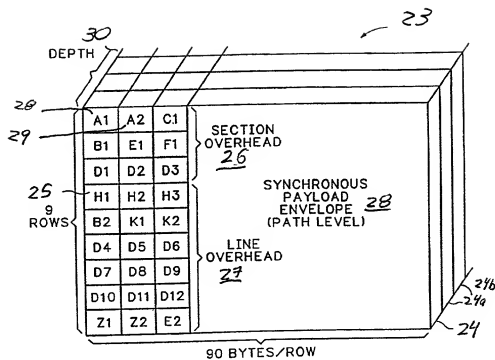 23
30
DEPTH
28
A1 A2 C1
29
B1 E1 F1
D1 D2 D3
SECTION
OVERHEAD
26
25
H1 H2 H3
9
ROWS
B2 K1 K2
D4 D5 D6
D7 D8 D9
D10 D11 D12
Z1 Z2 E2
LINE
OVERHEAD
27
SYNCHRONOUS
PAYLOAD
ENVELOPE 28
(PATH LEVEL)
24b
24a
24
90 BYTES/ROW